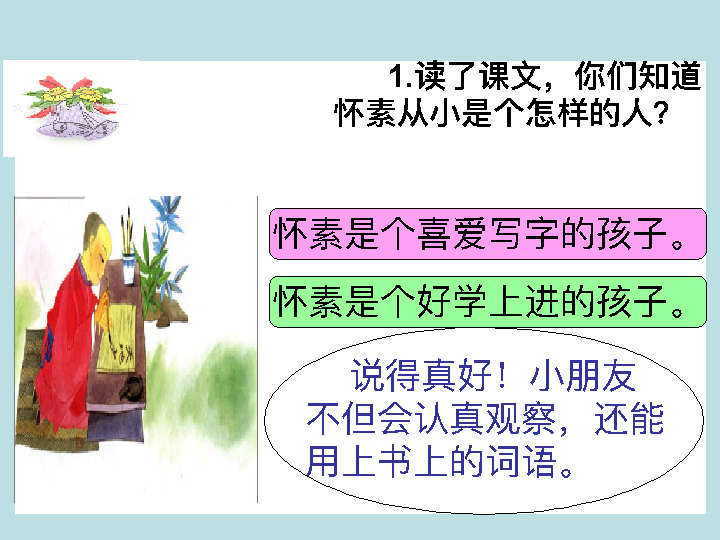 1.读了课文，你们知道
怀素从小是个怎样的人？
怀素是个喜爱写字的孩子。
怀素是个好学上进的孩子。
说得真好！小朋友
不但会认真观察，还能
用上书上的词语。